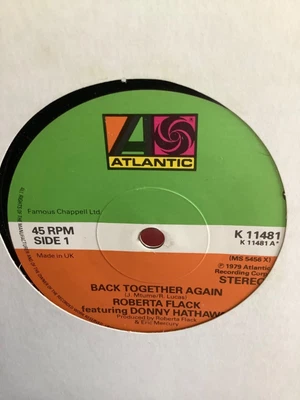 ATLANTIC
Famous Chappell Ltd.
45 RPM
SIDE 1
Made in UK
K 11481
K 11481 A
(MS 5456 X)
℗ 1979 Atlantic
Recording Corp
STEREO
BACK TOGETHER AGAIN
(J. Mtume/R. Lucas)
ROBERTA FLACK
featuring DONNY HATHAW
Produced by Roberta Flack
& Eric Mercury